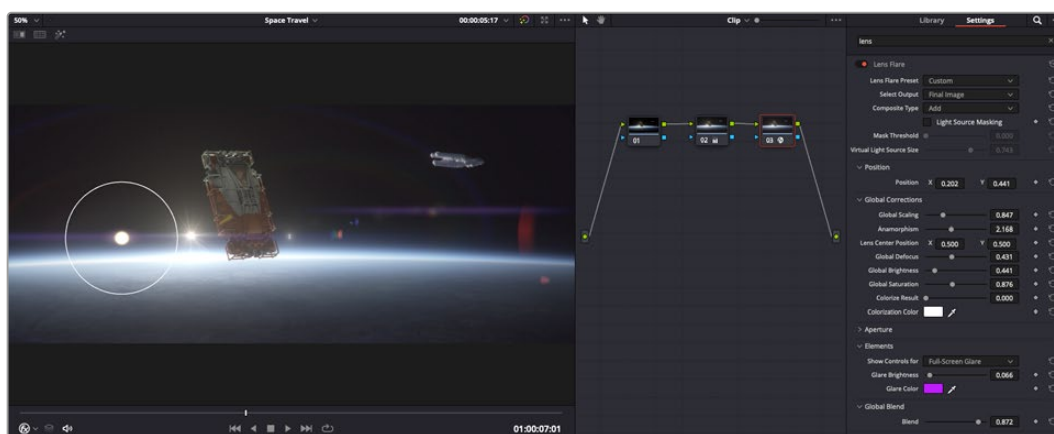 50%
Space Travel
00:00:05:17
Clip
Library
Settings
lens
Lens Flare
Lens Flare Preset Custom
Select Output Final Image
Composite Type Add
Light Source Masking
Mask Threshold 0.000
Virtual Light Source Size 0.743
Position
Position X 0.202 Y 0.441
Global Corrections
Global Scaling 0.847
Anamorphism 2.168
Lens Center Position X 0.500 Y 0.500
Global Defocus 0.431
Global Brightness 0.441
Global Saturation 0.876
Colorize Result 0.000
Colorization Color
Aperture
Elements
Show Controls for Full-Screen Glare
Glare Brightness 0.066
Glare Color
Global Blend
Blend 0.872
01
02
03
01:00:07:01